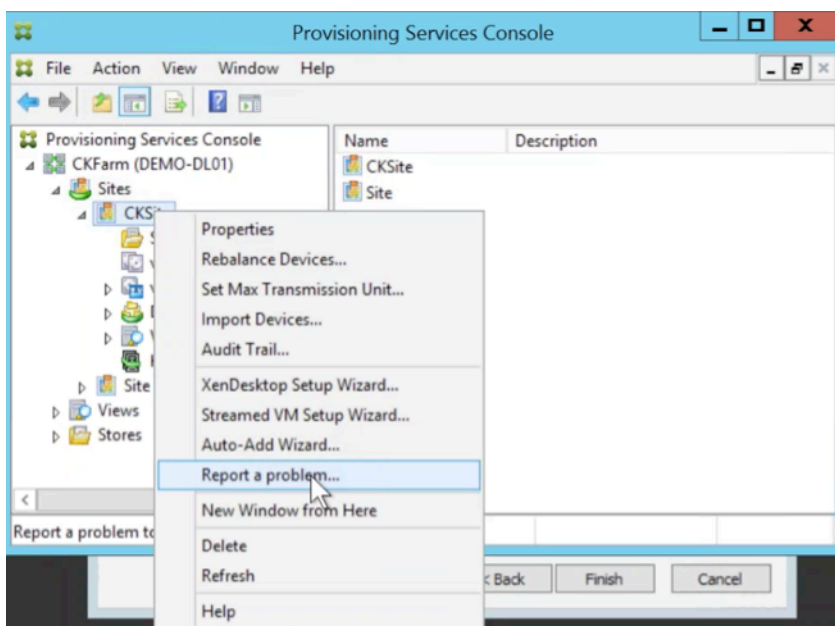 Provisioning Services Console
File Action View Window Help
Provisioning Services Console
CKFarm (DEMO-DL01)
Sites
Site
Views
Stores
Name Description
CKSite
Site
Properties
Rebalance Devices...
Set Max Transmission Unit...
Import Devices...
Audit Trail...
XenDesktop Setup Wizard...
Streamed VM Setup Wizard...
Auto-Add Wizard...
Report a problem...
New Window from Here
Delete
Refresh
Help
Report a problem
< Back Finish Cancel